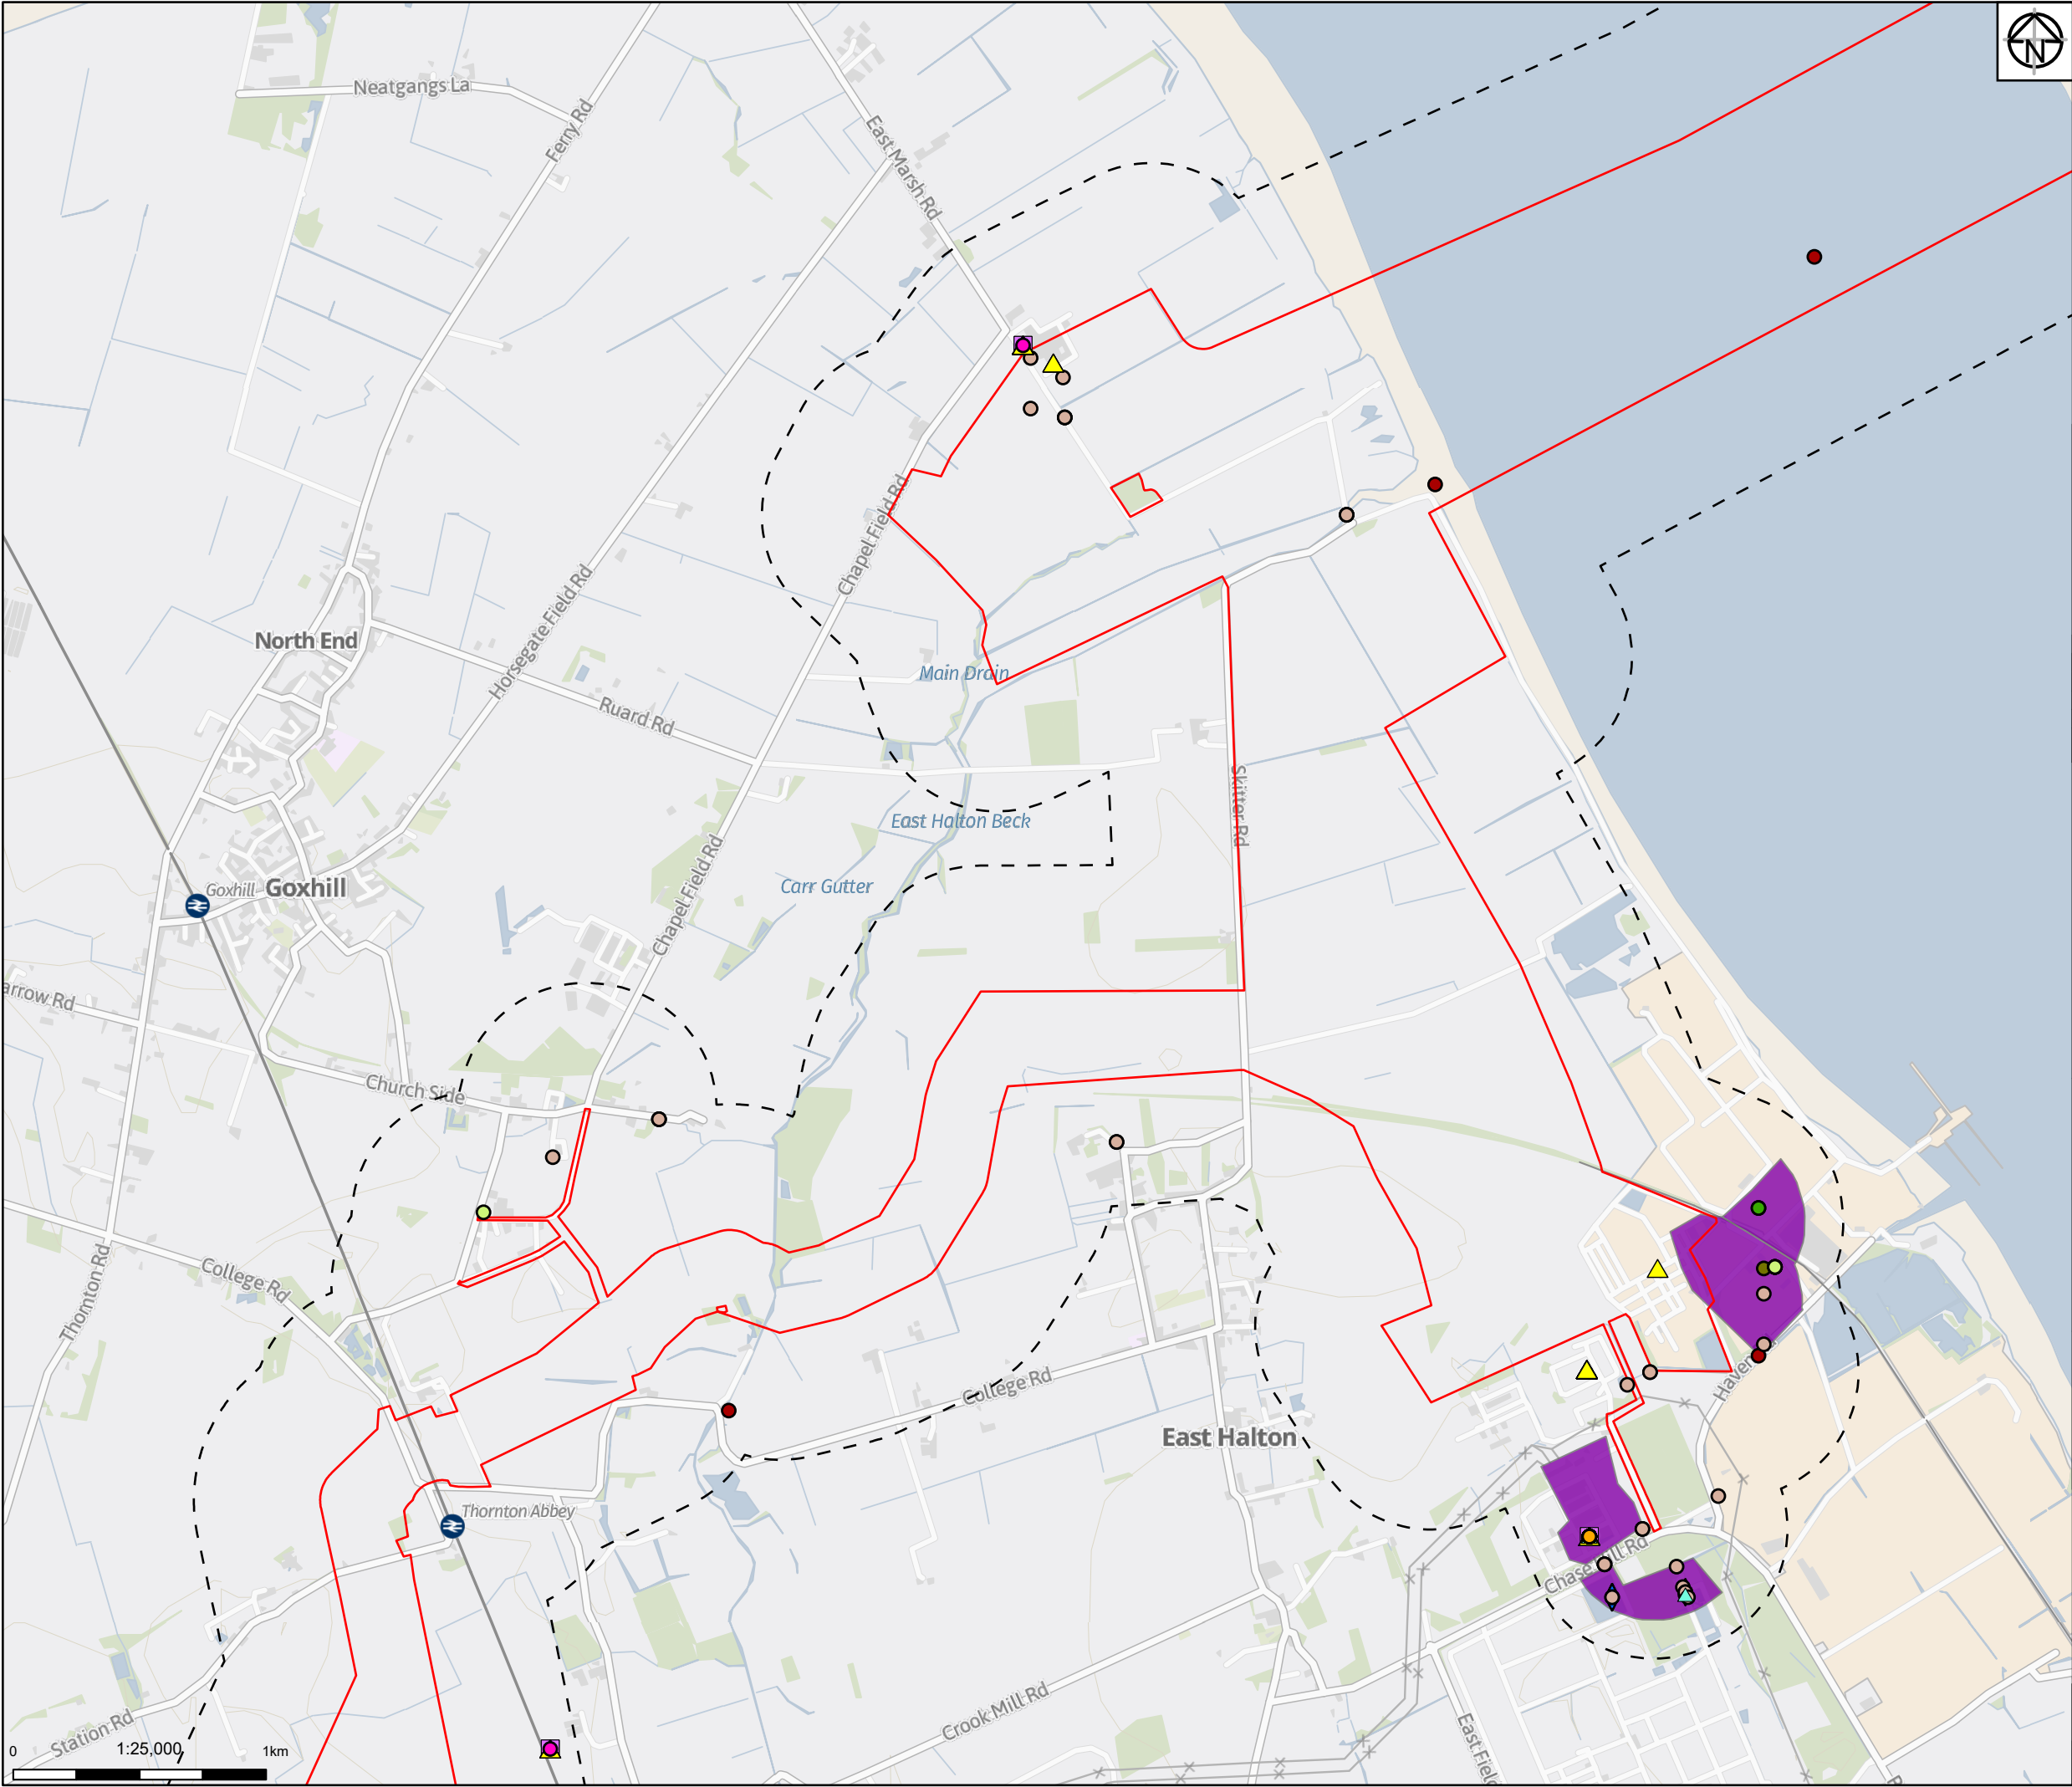 N
Neatgangs La
Ferry Rd
East Marsh Rd
Chapel Field Rd
North End
Horsegate Field Rd
Main Drain
Ruard Rd
Skitter Rd
East Halton Beck
Carr Gutter
Goxhill
Goxhill
Chapel Field Rd
arrow Rd
Church Side
College Rd
Thornton Rd
College Rd
Haven
East Halton
Thornton Abbey
Chase Hill Rd
Crook Mill Rd
Station Rd
East Field
0 1:25,000 1km